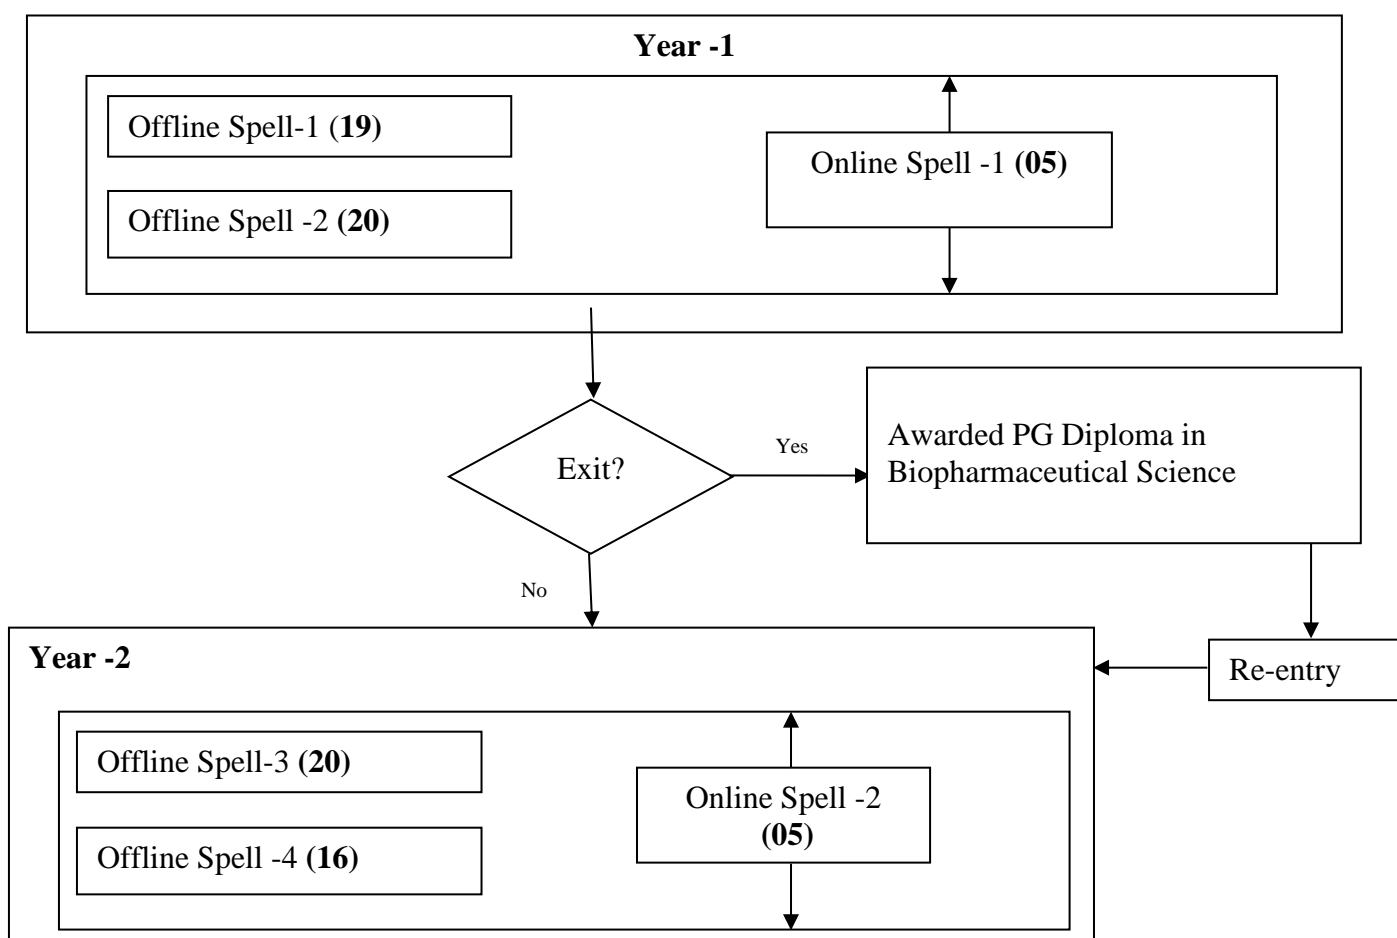 Year -1
Offline Spell-1 (19)
Online Spell -1 (05)
Offline Spell -2 (20)
Exit?
Yes
Awarded PG Diploma in
Biopharmaceutical Science
No
Year -2
Re-entry
Offline Spell-3 (20)
Online Spell -2
(05)
Offline Spell -4 (16)